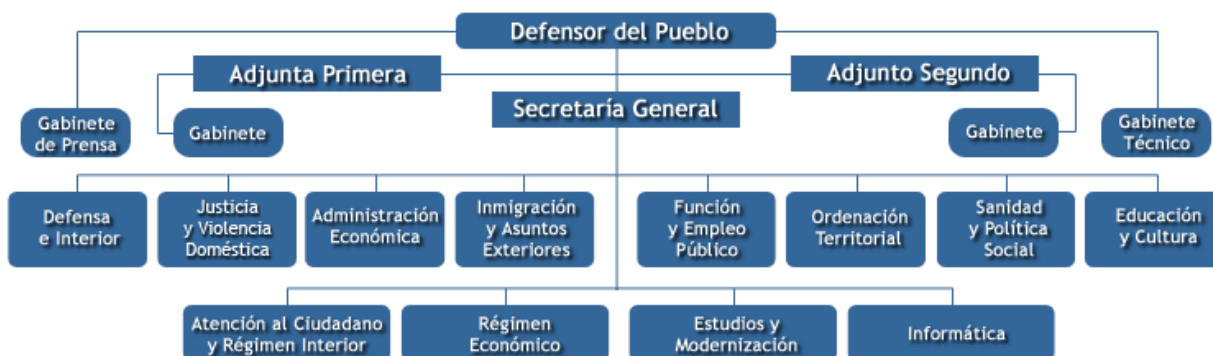 Defensor del Pueblo
Adjunta Primera
Adjunto Segundo
Secretaría General
Gabinete
de Prensa
Gabinete
Gabinete
Gabinete
Técnico
Defensa
e Interior
Justicia
y Violencia
Doméstica
Administración
Económica
Inmigración
y Asuntos
Exteriores
Función
y Empleo
Público
Ordenación
Territorial
Sanidad
y Política
Social
Educación
y Cultura
Atención al Ciudadano
y Régimen Interior
Régimen
Económico
Estudios y
Modernización
Informática